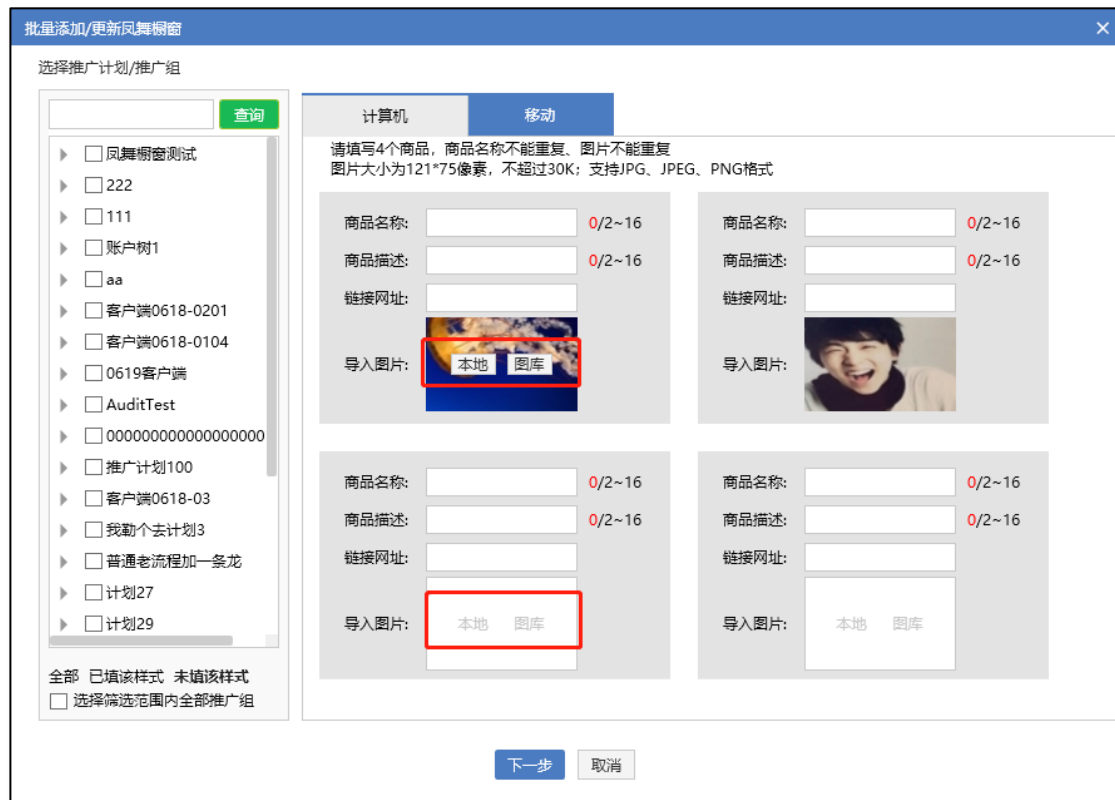 批量添加/更新凤舞橱窗
选择推广计划/推广组
查询
凤舞橱窗测试
222
111
账户树1
aa
客户端0618-0201
客户端0618-0104
0619客户端
AuditTest
000000000000000000
推广计划100
客户端0618-03
我勒个去计划3
普通老流程加一条龙
计划27
计划29
全部 已填该样式 未填该样式
选择筛选范围内全部推广组
计算机 移动
请填写4个商品，商品名称不能重复、图片不能重复
图片大小为121*75像素，不超过30K；支持JPG、JPEG、PNG格式
商品名称: 0/2~16
商品描述: 0/2~16
链接网址:
导入图片: 本地 图库
商品名称: 0/2~16
商品描述: 0/2~16
链接网址:
导入图片:
商品名称: 0/2~16
商品描述: 0/2~16
链接网址:
导入图片: 本地 图库
商品名称: 0/2~16
商品描述: 0/2~16
链接网址:
导入图片: 本地 图库
下一步 取消